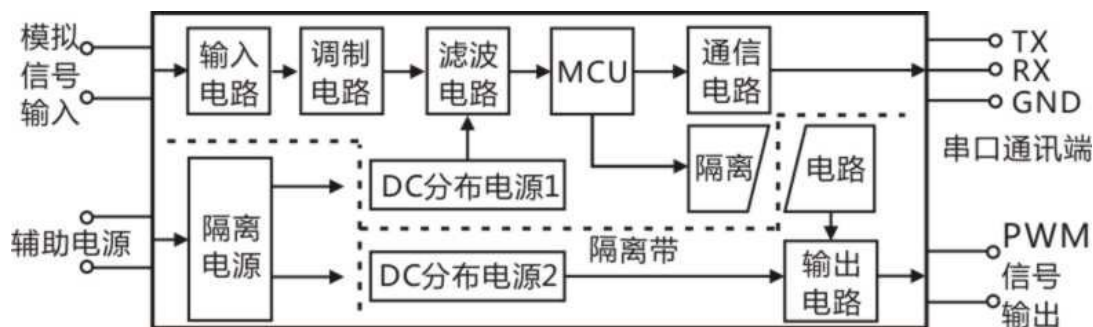 模拟
信号
输入
输入
电路
调制
电路
滤波
电路
MCU
通信
电路
TX
RX
GND
串口通讯端
隔离
电路
DC分布电源1
隔离
电源
辅助电源
隔离带
DC分布电源2
输出
电路
PWM
信号
输出